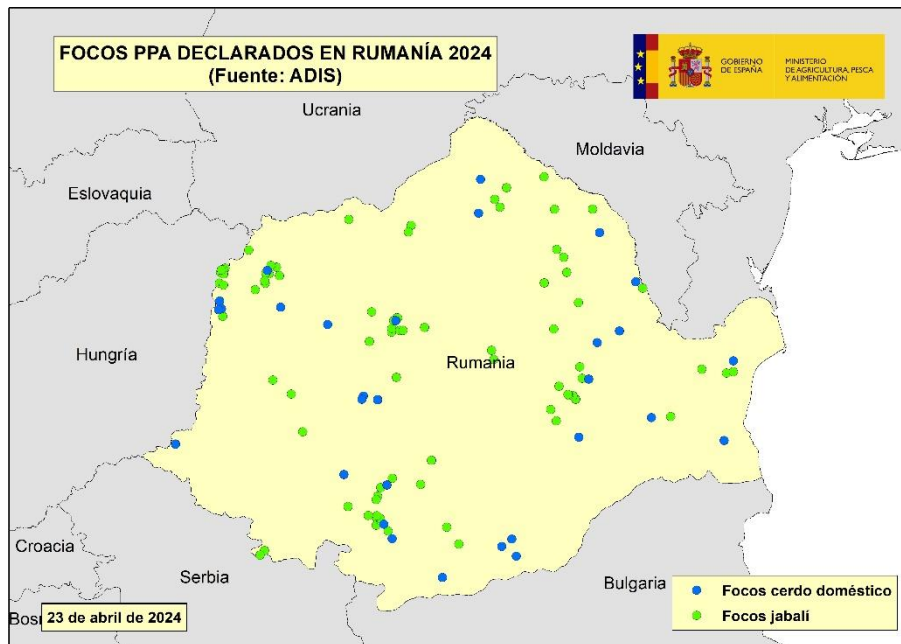 FOCOS PPA DECLARADOS EN RUMANÍA 2024
(Fuente: ADIS)
GOBIERNO
DE ESPAÑA
MINISTERIO
DE AGRICULTURA, PESCA
Y ALIMENTACIÓN
Ucrania
Moldavia
Eslovaquia
Hungría
Rumania
Croacia
Serbia
Bulgaria
Bos
23 de abril de 2024
Focos cerdo doméstico
Focos jabalí